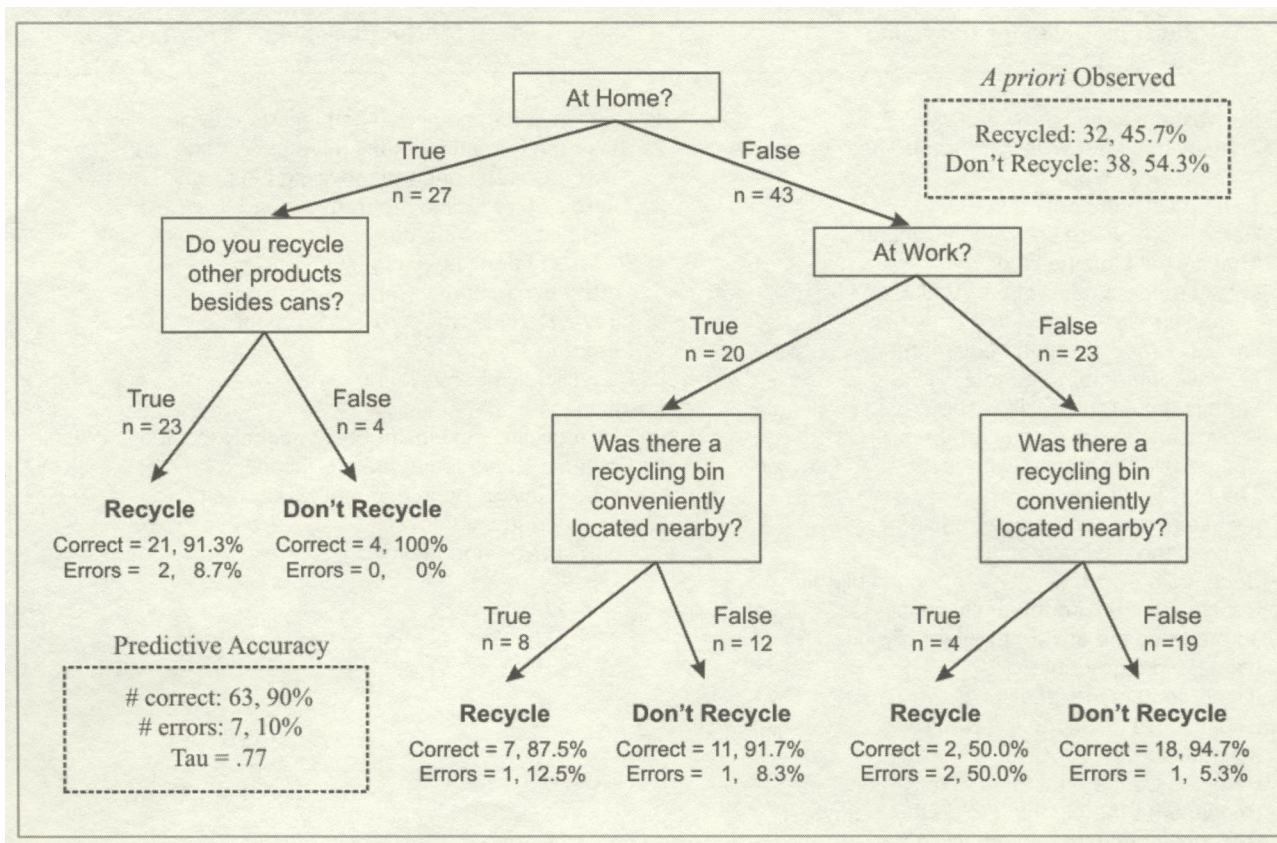 At Home?
A priori Observed
Recycled: 32, 45.7%
Don't Recycle: 38, 54.3%
True
n = 27
False
n = 43
Do you recycle
other products
besides cans?
At Work?
True
n = 20
False
n = 23
True
n = 23
False
n = 4
Was there a
recycling bin
conveniently
located nearby?
Was there a
recycling bin
conveniently
located nearby?
Recycle
Correct = 21, 91.3%
Errors = 2, 8.7%
Don't Recycle
Correct = 4, 100%
Errors = 0, 0%
True
n = 8
False
n = 12
True
n = 4
False
n =19
Predictive Accuracy
# correct: 63, 90%
# errors: 7, 10%
Tau = .77
Recycle
Correct = 7, 87.5%
Errors = 1, 12.5%
Don't Recycle
Correct = 11, 91.7%
Errors = 1, 8.3%
Recycle
Correct = 2, 50.0%
Errors = 2, 50.0%
Don't Recycle
Correct = 18, 94.7%
Errors = 1, 5.3%